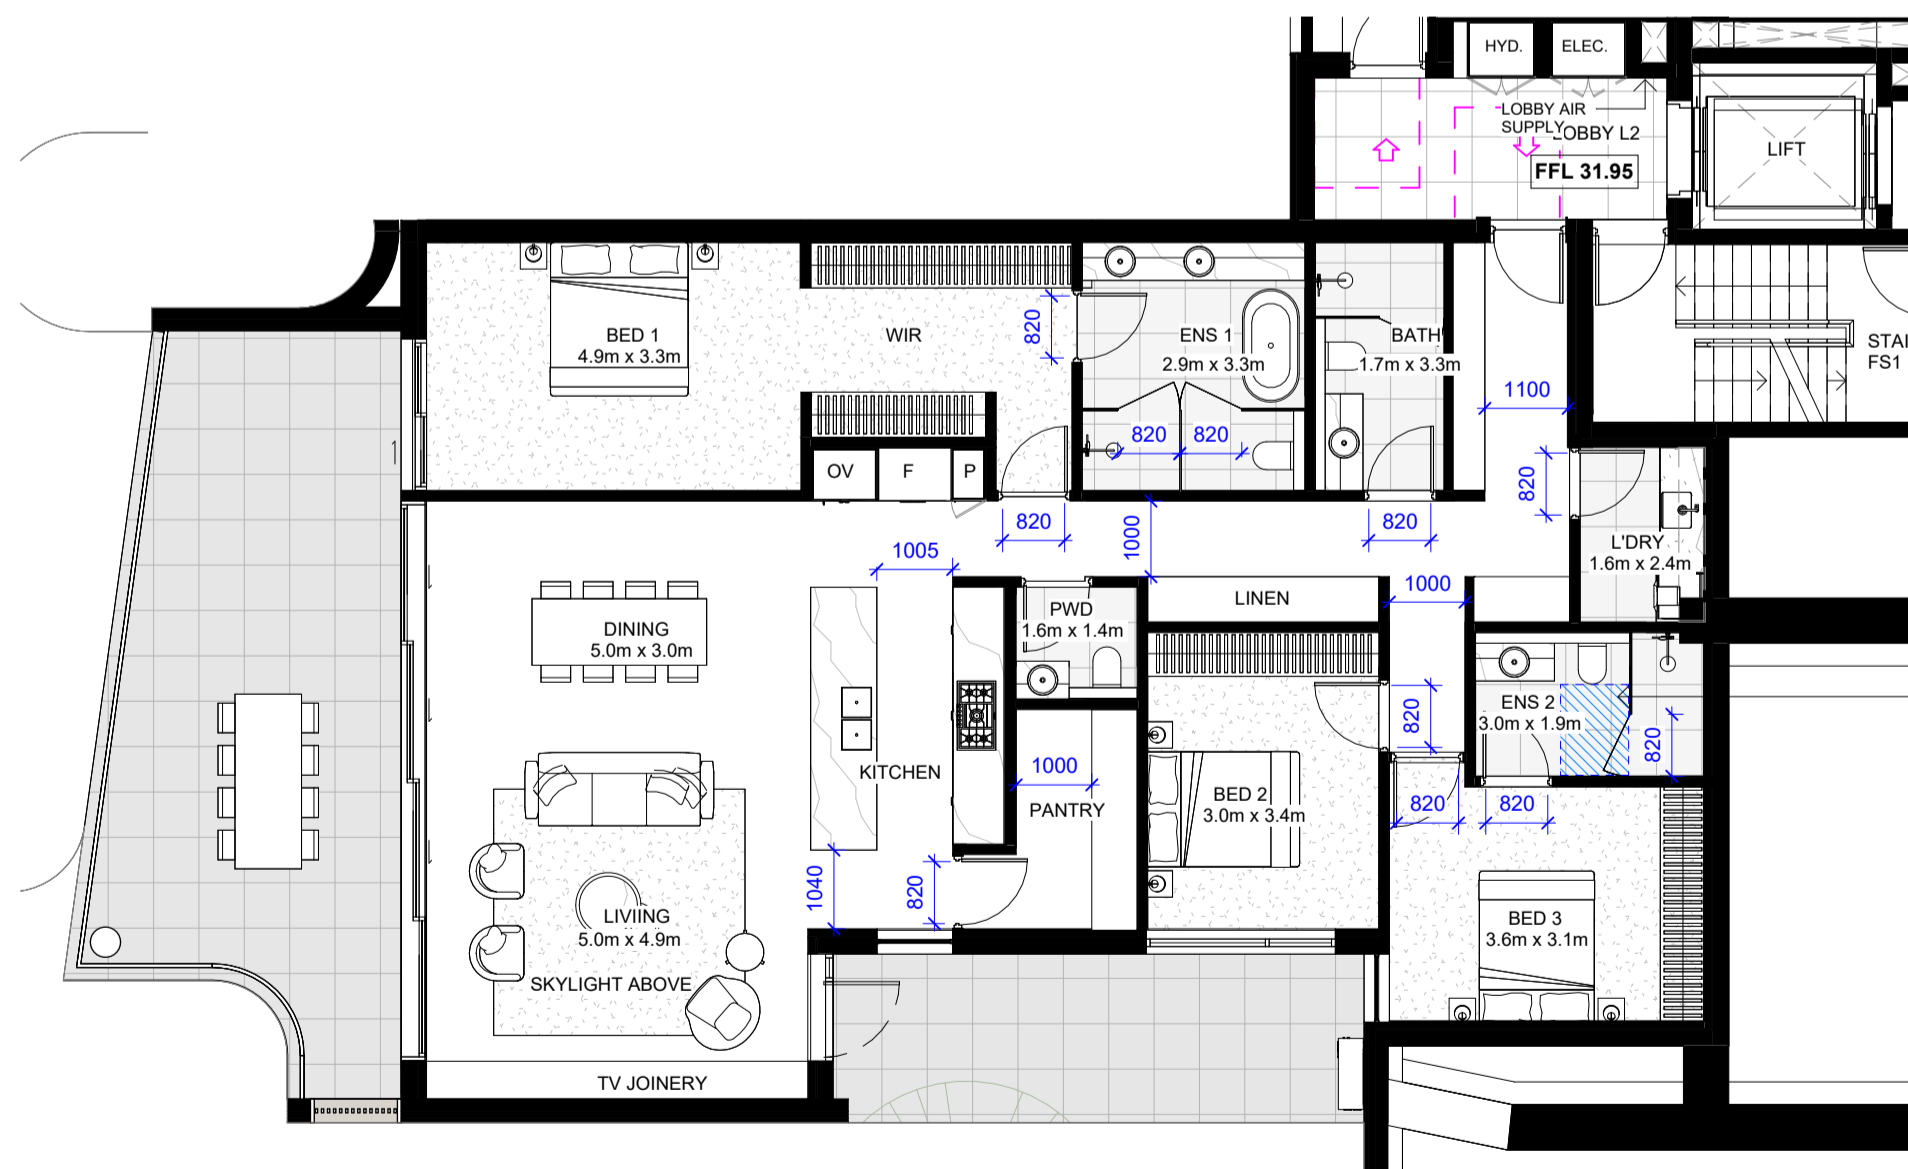 HYD.
ELEC.
LOBBY AIR
SUPPLY
LOBBY L2
FFL 31.95
LIFT
STAI
FS1
BED 1
4.9m x 3.3m
WIR
820
ENS 1
2.9m x 3.3m
BATH
1.7m x 3.3m
1100
820
820
OV
F
P
820
1000
820
820
L'DRY
1.6m x 2.4m
1005
1000
LINEN
PWD
1.6m x 1.4m
DINING
5.0m x 3.0m
KITCHEN
1000
PANTRY
820
ENS 2
3.0m x 1.9m
820
BED 2
3.0m x 3.4m
820
820
1040
820
LIVIING
5.0m x 4.9m
SKYLIGHT ABOVE
BED 3
3.6m x 3.1m
TV JOINERY